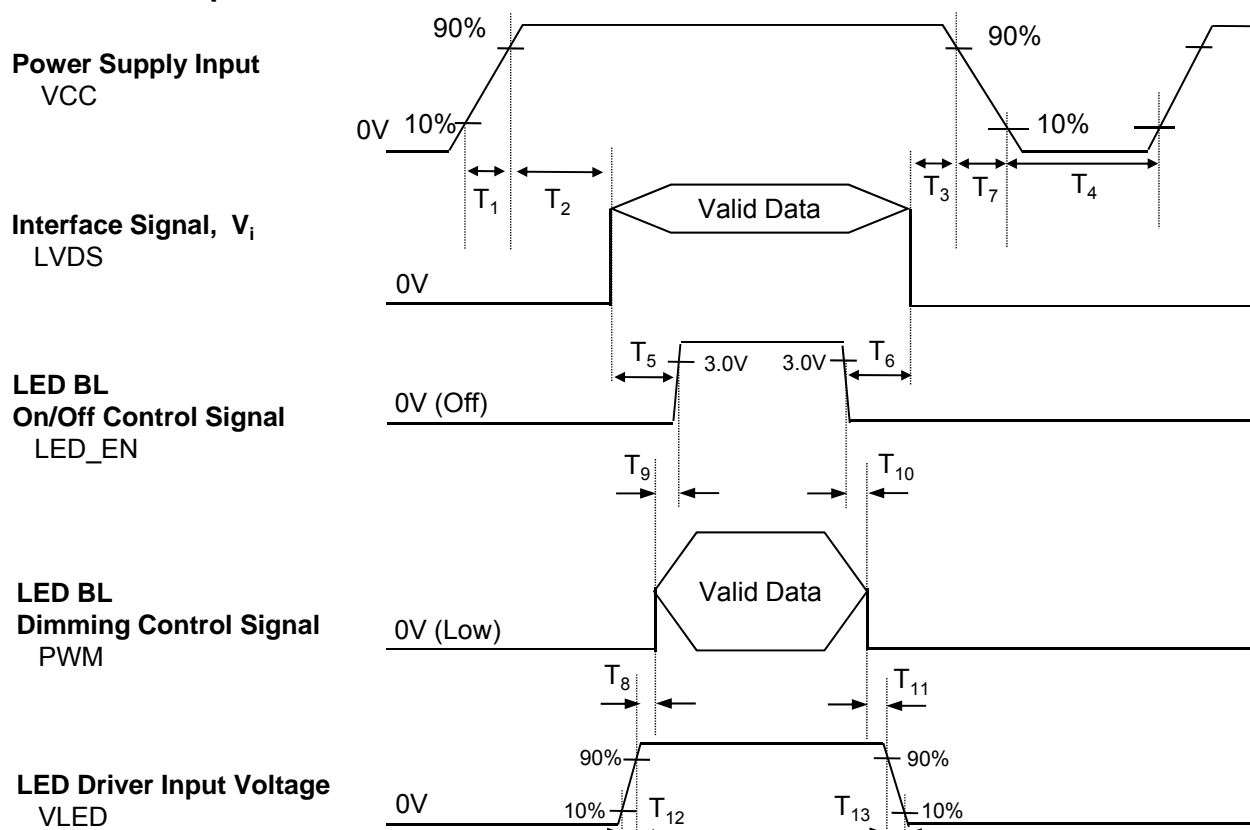 90%
90%
Power Supply Input
VCC
0V 10%
10%
T1
T2
T3
T7
T4
Valid Data
Interface Signal, Vi
LVDS
0V
T5
3.0V
3.0V
T6
LED BL
On/Off Control Signal
LED_EN
0V (Off)
T9
T10
LED BL
Dimming Control Signal
PWM
Valid Data
0V (Low)
T8
T11
90%
90%
LED Driver Input Voltage
VLED
0V
10%
T12
T13
10%